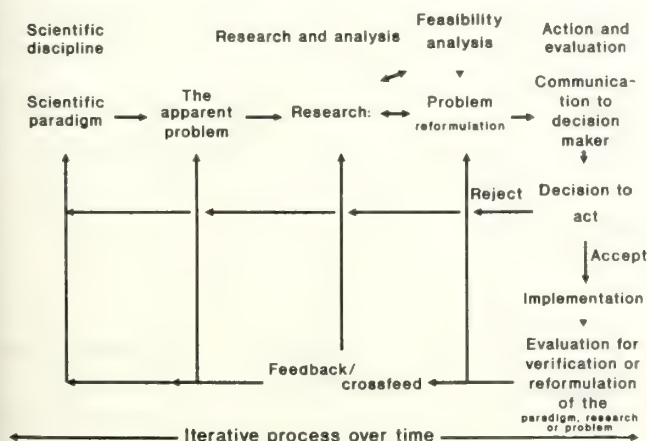 Scientific
discipline
Research and analysis
Feasibility
analysis
Action and
evaluation
Scientific
paradigm
The
apparent
problem
Research:
Problem
reformulation
Communica-
tion to
decision
maker
Reject
Decision to
act
Accept
Implementation
Feedback/
crossfeed
Evaluation for
verification or
reformulation
of the
paradigm, research
or problem
Iterative process over time